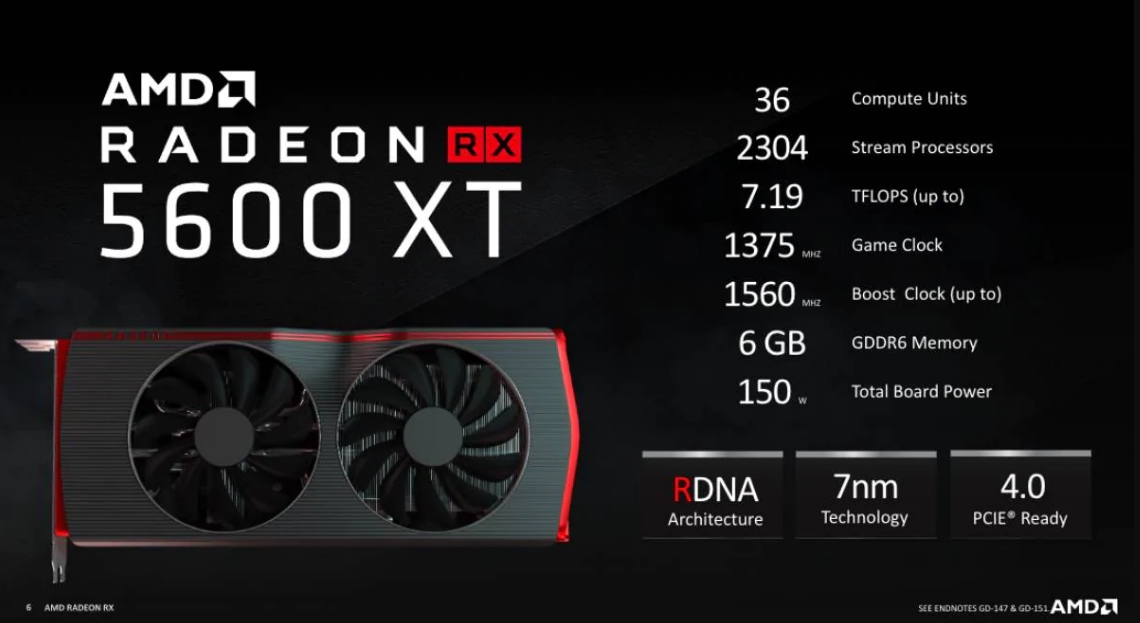 AMD
RADEON RX
5600 XT
36 Compute Units
2304 Stream Processors
7.19 TFLOPS (up to)
1375 MHZ Game Clock
1560 MHZ Boost Clock (up to)
6 GB GDDR6 Memory
150 W Total Board Power
RDNA
Architecture
7nm
Technology
4.0
PCIE® Ready
6 AMD RADEON RX
SEE ENDNOTES GD-147 & GD-151 AMD